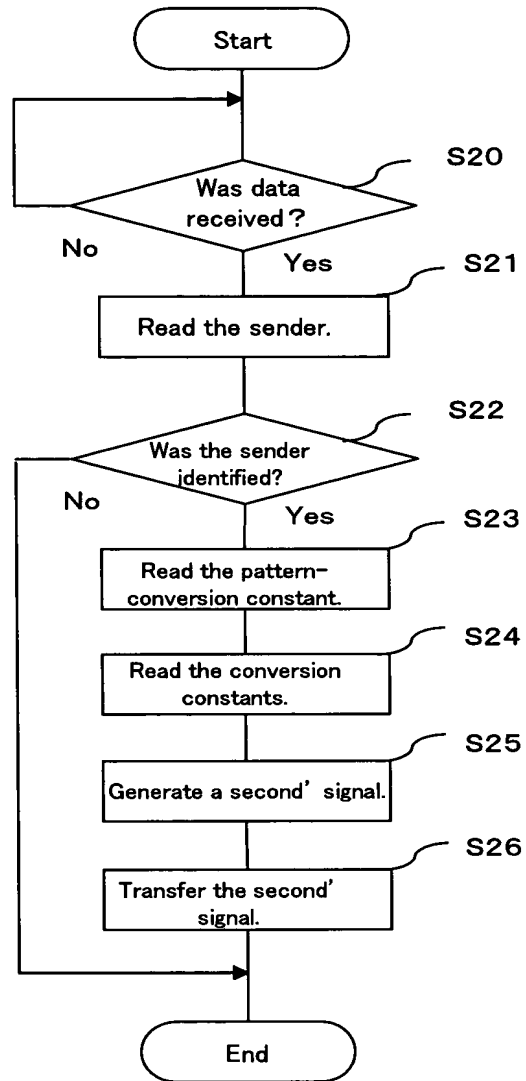 Start
S20
Was data
received?
No
Yes
S21
Read the sender.
S22
Was the sender
identified?
No
Yes
S23
Read the pattern-
conversion constant.
S24
Read the conversion
constants.
S25
Generate a second' signal.
S26
Transfer the second'
signal.
End